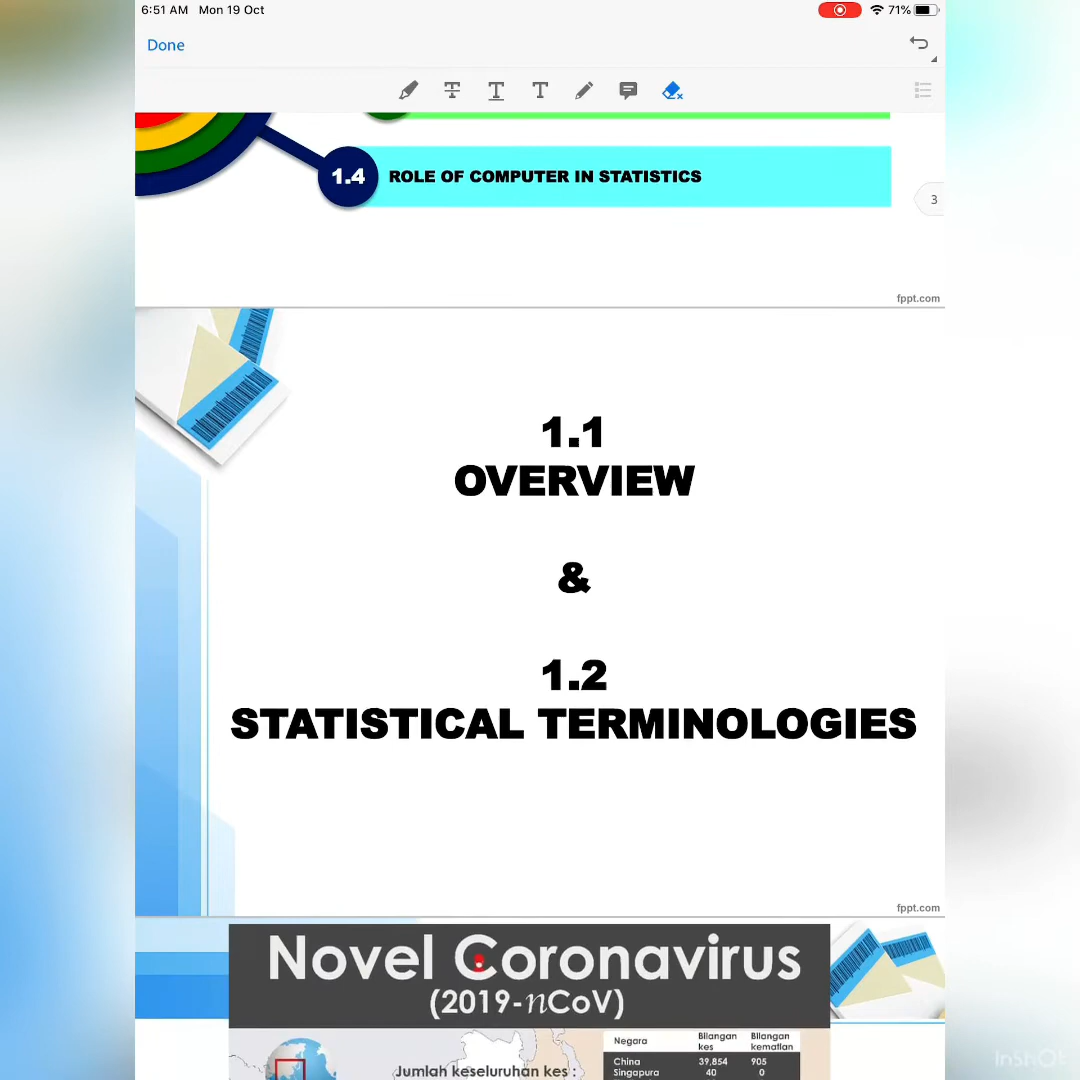 6:51 AM Mon 19 Oct
71%
Done
1.4 ROLE OF COMPUTER IN STATISTICS
3
fppt.com
1.1
OVERVIEW
&
1.2
STATISTICAL TERMINOLOGIES
fppt.com
Novel Coronavirus
(2019-nCoV)
Negara Bilangan kes Bilangan kematian
China 39,854 905
Singapura 40 0
Jumlah keseluruhan kes :
InShOt